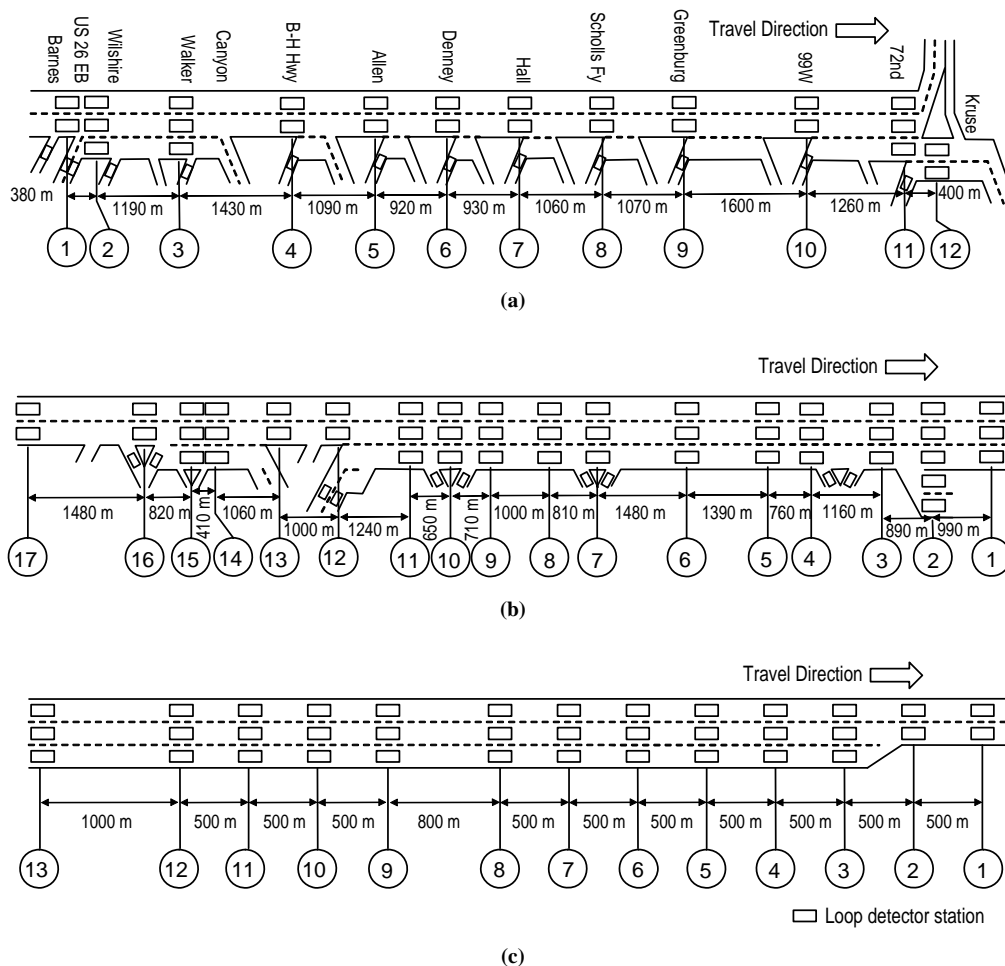 Barnes
US 26 EB
Wilshire
Walker
Canyon
B-H Hwy
Allen
Denney
Hall
Scholls Fy
Greenburg
99W
72nd
Kruse
Travel Direction
380 m
1190 m
1430 m
1090 m
920 m
930 m
1060 m
1070 m
1600 m
1260 m
400 m
1 2 3 4 5 6 7 8 9 10 11 12
(a)
Travel Direction
1480 m
820 m
410 m
1060 m
1000 m
1240 m
650 m
710 m
1000 m
810 m
1480 m
1390 m
760 m
1160 m
890 m
990 m
17 16 15 14 13 12 11 10 9 8 7 6 5 4 3 2 1
(b)
Travel Direction
1000 m 500 m 500 m 500 m 800 m 500 m 500 m 500 m 500 m 500 m 500 m 500 m
13 12 11 10 9 8 7 6 5 4 3 2 1
Loop detector station
(c)